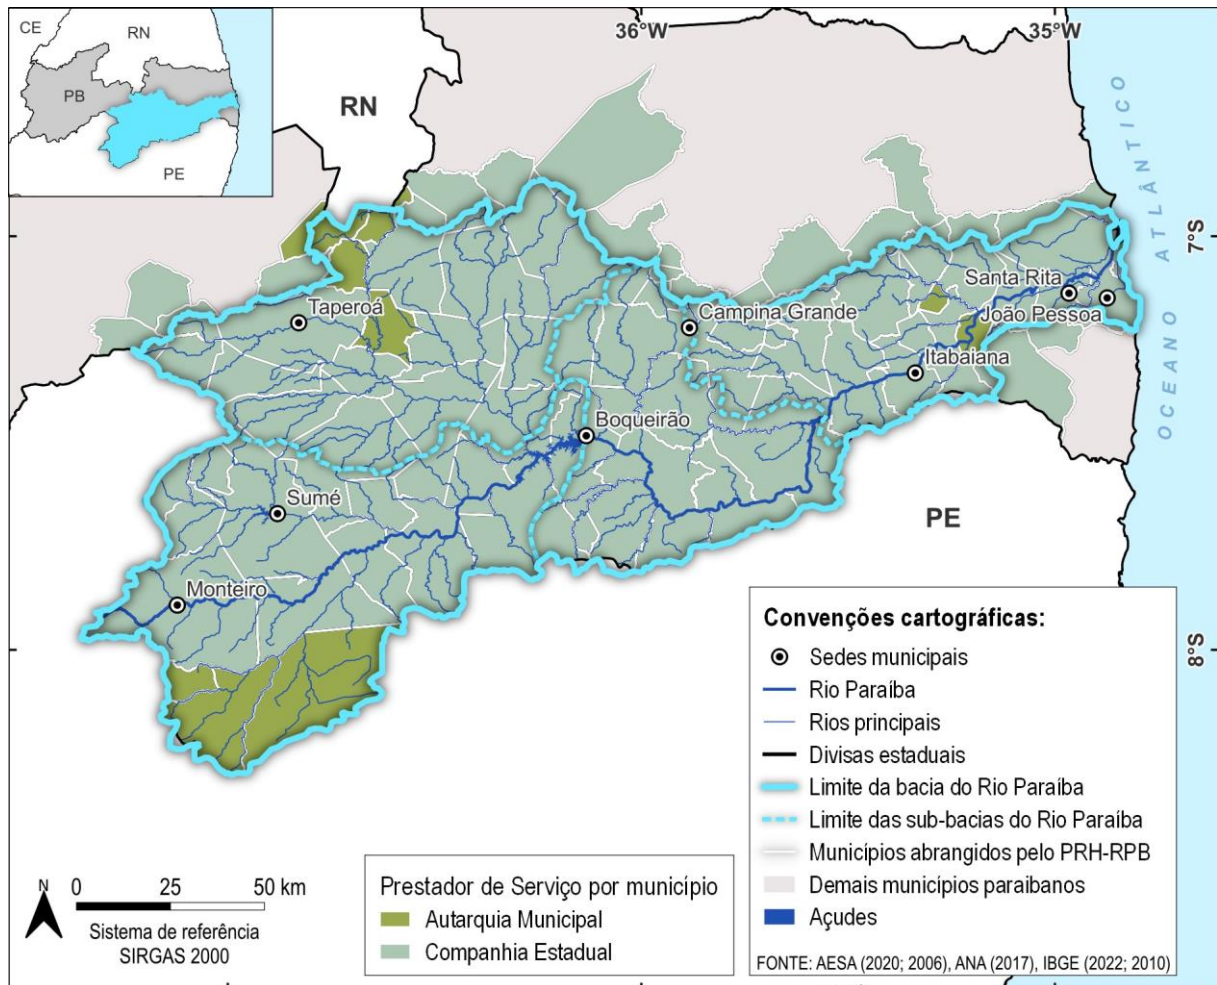 CE
RN
PB
PE
36°W
35°W
RN
OCEANO ATLÂNTICO
7°S
Santa Rita
Taperoá
Campina Grande
João Pessoa
Itabaiana
Boqueirão
Sumé
PE
Monteiro
8°S
Convenções cartográficas:
Sedes municipais
Rio Paraíba
Rios principais
Divisas estaduais
Limite da bacia do Rio Paraíba
Limite das sub-bacias do Rio Paraíba
Municípios abrangidos pelo PRH-RPB
Demais municípios paraibanos
Açudes
FONTE: AESA (2020; 2006), ANA (2017), IBGE (2022; 2010)
N
0 25 50 km
Sistema de referência
SIRGAS 2000
Prestador de Serviço por município
Autarquia Municipal
Companhia Estadual